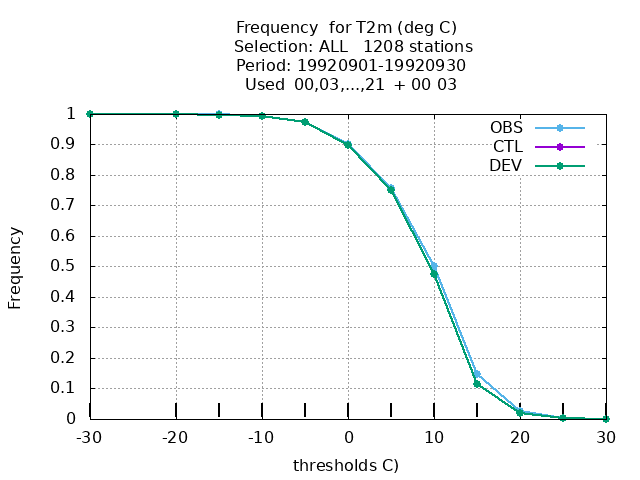 Frequency  for T2m (deg C)
Selection: ALL   1208 stations
Period: 19920901-19920930
Used  00,03,...,21  + 00 03
OBS
CTL
DEV
1
0.9
0.8
0.7
0.6
0.5
0.4
0.3
0.2
0.1
0
Frequency
-30 -20 -10 0 10 20 30
thresholds C)